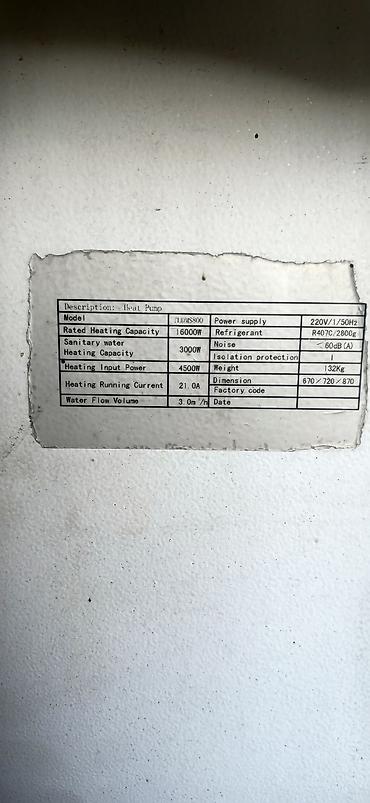 Description: Heat Pump
Model Power supply 220V/1/50Hz
Rated Heating Capacity 16000W Refrigerant R407C/2800g
Sanitary water Heating Capacity 3000W Noise <60dB(A)
Isolation protection I
Heating Input Power 4500W Weight 132Kg
Heating Running Current 21.0A Dimension 670×720×870
Factory code
Water Flow Volume 3.0m³/h Date